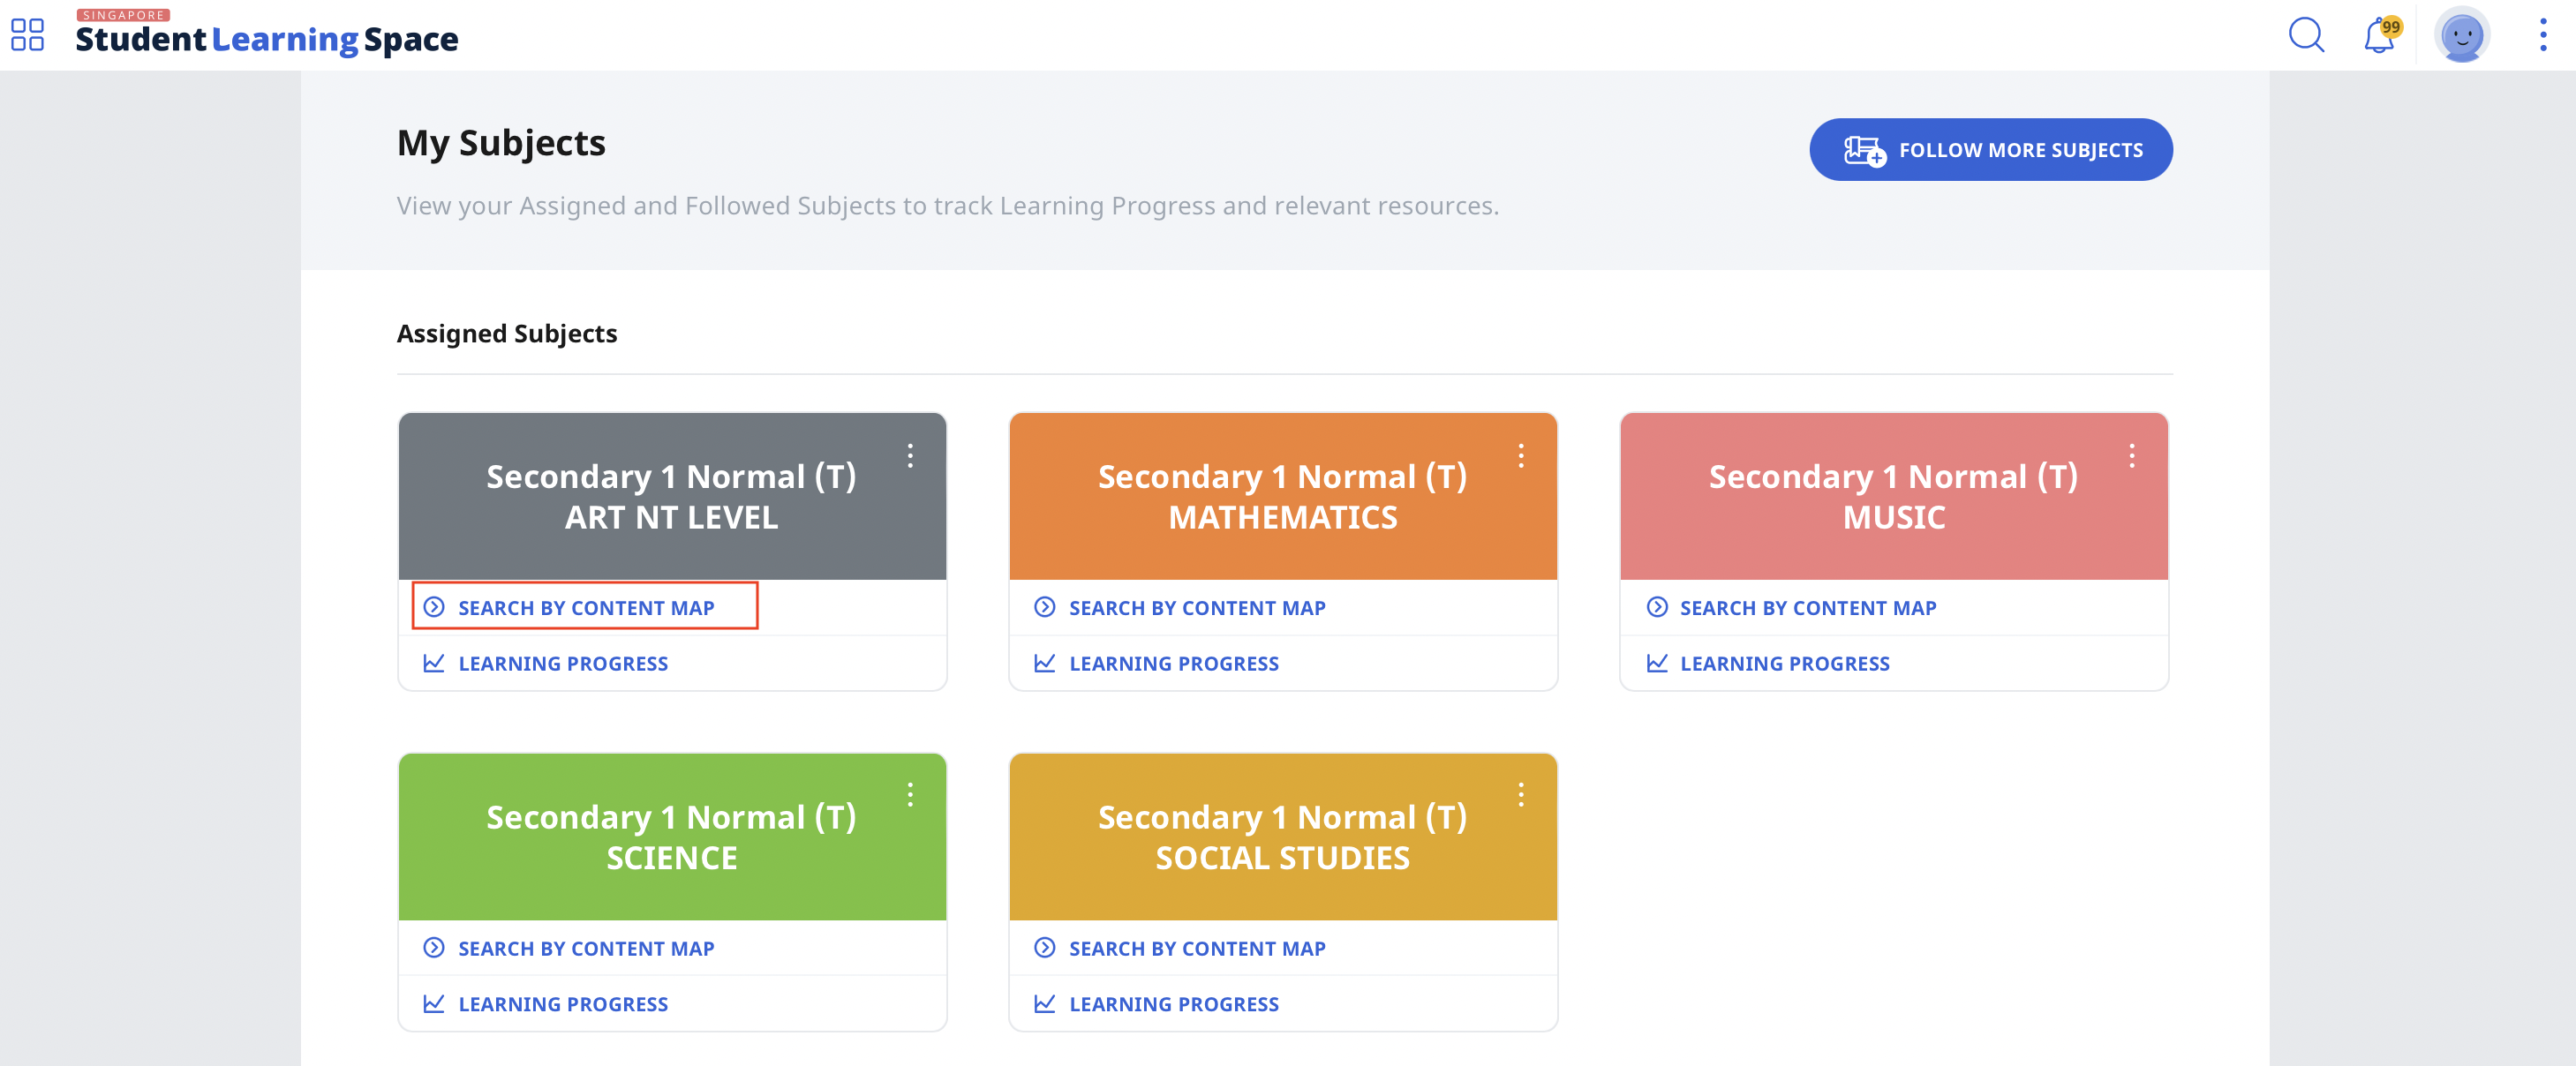 SINGAPORE
Student Learning Space
99
My Subjects
FOLLOW MORE SUBJECTS
View your Assigned and Followed Subjects to track Learning Progress and relevant resources.
Assigned Subjects
Secondary 1 Normal (T)
ART NT LEVEL
SEARCH BY CONTENT MAP
LEARNING PROGRESS
Secondary 1 Normal (T)
MATHEMATICS
SEARCH BY CONTENT MAP
LEARNING PROGRESS
Secondary 1 Normal (T)
MUSIC
SEARCH BY CONTENT MAP
LEARNING PROGRESS
Secondary 1 Normal (T)
SCIENCE
SEARCH BY CONTENT MAP
LEARNING PROGRESS
Secondary 1 Normal (T)
SOCIAL STUDIES
SEARCH BY CONTENT MAP
LEARNING PROGRESS